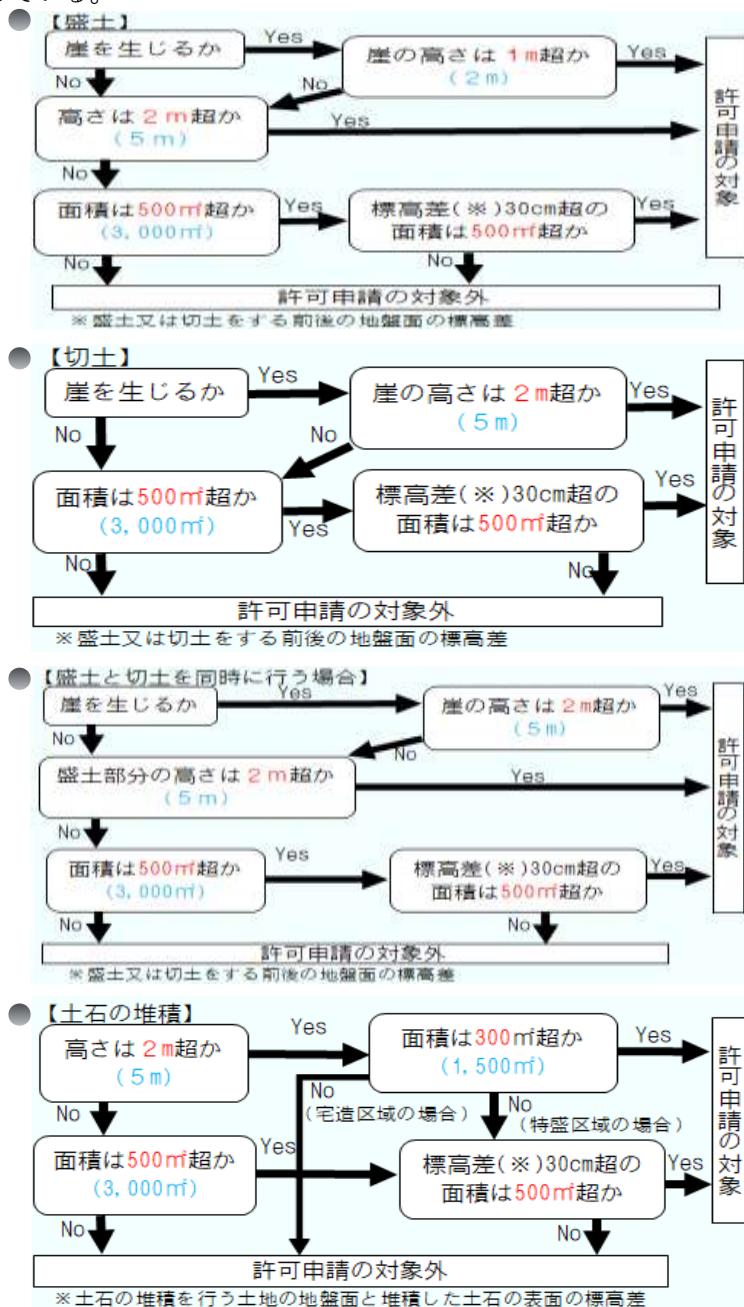 ている。
【盛土】
崖を生じるか
Yes
崖の高さは 1m超か
(2m)
Yes
No
No
高さは2m超か
(5m)
Yes
No
面積は500㎡超か
(3,000㎡)
Yes
標高差(※)30cm超の
面積は500㎡超か
Yes
No
No
許可申請の対象
許可申請の対象外
※盛土又は切土をする前後の地盤面の標高差
【切土】
崖を生じるか
Yes
崖の高さは2m超か
(5m)
Yes
No
No
面積は500㎡超か
(3,000㎡)
Yes
標高差(※)30cm超の
面積は500㎡超か
Yes
No
No
許可申請の対象
許可申請の対象外
※盛土又は切土をする前後の地盤面の標高差
【盛土と切土を同時に行う場合】
崖を生じるか
Yes
崖の高さは2m超か
(5m)
Yes
No
No
盛土部分の高さは2m超か
(5m)
Yes
No
面積は500㎡超か
(3,000㎡)
Yes
標高差(※)30cm超の
面積は500㎡超か
Yes
No
No
許可申請の対象
許可申請の対象外
※盛土又は切土をする前後の地盤面の標高差
【土石の堆積】
高さは2m超か
(5m)
Yes
面積は300㎡超か
(1,500㎡)
Yes
No
No
(宅造区域の場合)
No
(特盛区域の場合)
面積は500㎡超か
(3,000㎡)
Yes
標高差(※)30cm超の
面積は500㎡超か
Yes
No
No
許可申請の対象
許可申請の対象外
※土石の堆積を行う土地の地盤面と堆積した土石の表面の標高差